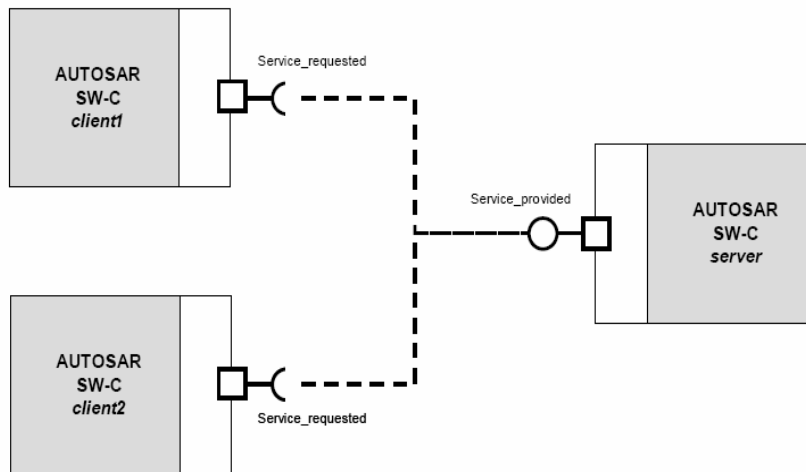 AUTOSAR
SW-C
client1
Service_requested
Service_provided
AUTOSAR
SW-C
server
AUTOSAR
SW-C
client2
Service_requested